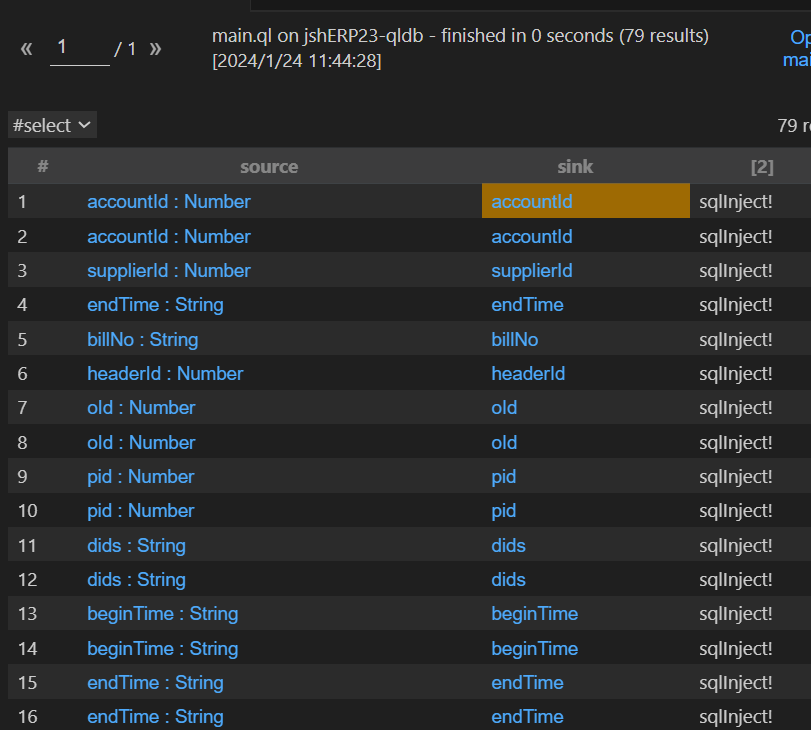 « 1 / 1 » main.ql on jshERP23-qldb - finished in 0 seconds (79 results) Op
[2024/1/24 11:44:28] mai
#select 79 r
# source sink [2]
1 accountId : Number accountId sqlInject!
2 accountId : Number accountId sqlInject!
3 supplierId : Number supplierId sqlInject!
4 endTime : String endTime sqlInject!
5 billNo : String billNo sqlInject!
6 headerId : Number headerId sqlInject!
7 oId : Number oId sqlInject!
8 oId : Number oId sqlInject!
9 pid : Number pid sqlInject!
10 pid : Number pid sqlInject!
11 dids : String dids sqlInject!
12 dids : String dids sqlInject!
13 beginTime : String beginTime sqlInject!
14 beginTime : String beginTime sqlInject!
15 endTime : String endTime sqlInject!
16 endTime : String endTime sqlInject!